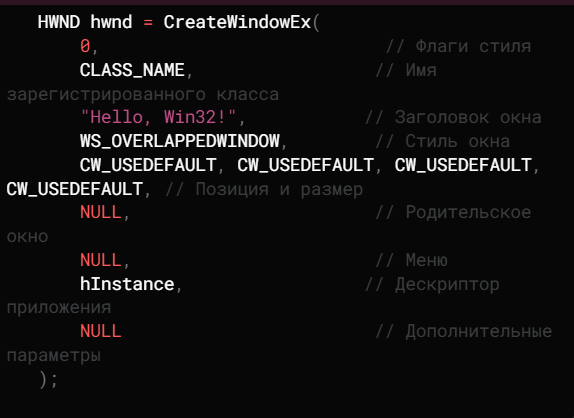 HWND hwnd = CreateWindowEx(
0, // Флаги стиля
CLASS_NAME, // Имя
зарегистрированного класса
"Hello, Win32!", // Заголовок окна
WS_OVERLAPPEDWINDOW, // Стиль окна
CW_USEDEFAULT, CW_USEDEFAULT, CW_USEDEFAULT,
CW_USEDEFAULT, // Позиция и размер
NULL, // Родительское
окно
NULL, // Меню
hInstance, // Дескриптор
приложения
NULL // Дополнительные
параметры
);